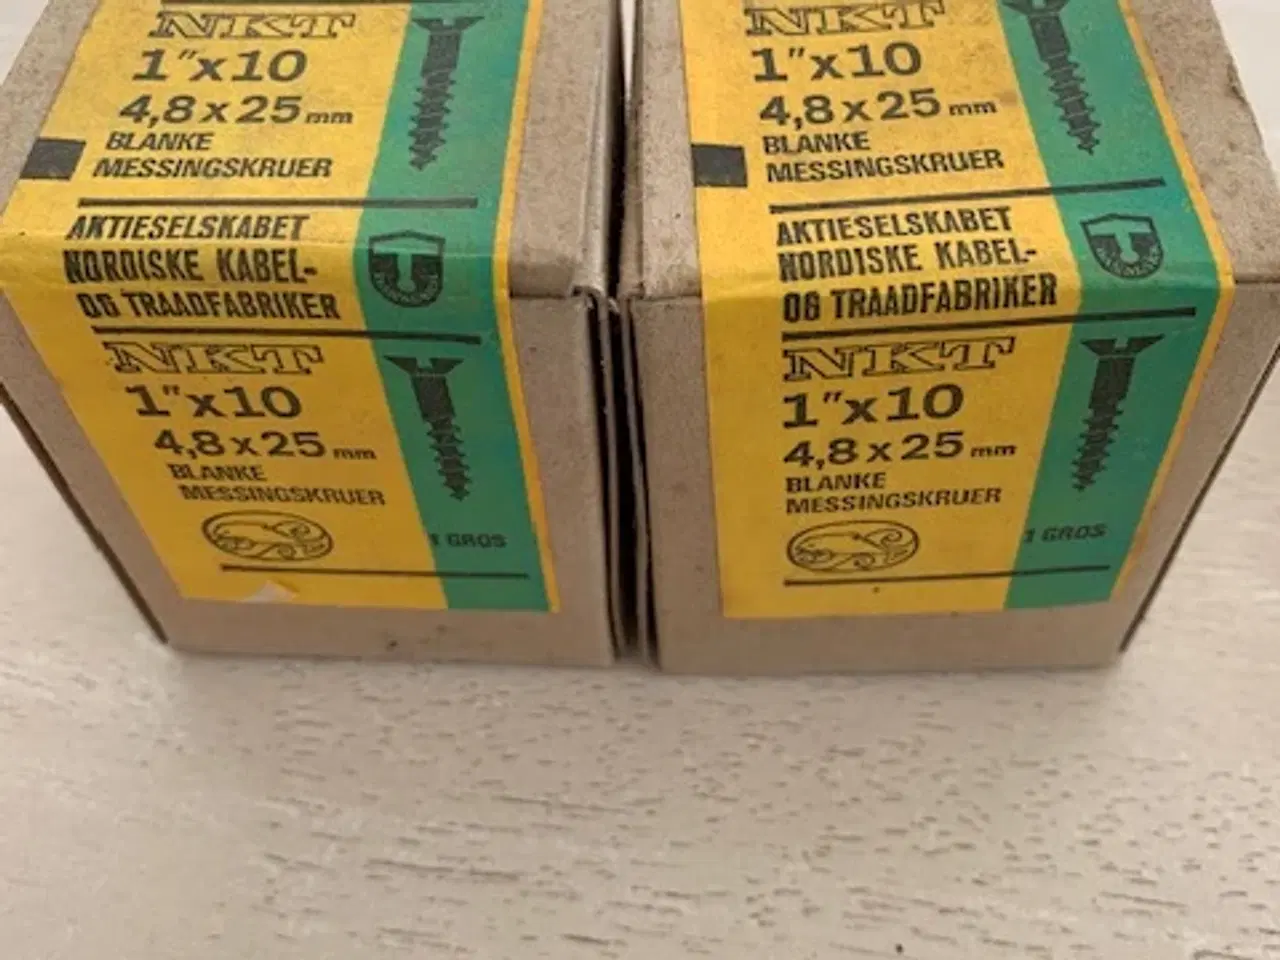 NKT
1"x10
4,8x25mm
BLANKE
MESSINGSKRUER
AKTIESELSKABET
NORDISKE KABEL-
OG TRAADFABRIKER
NKT
1"x10
4,8x25mm
BLANKE
MESSINGSKRUER
1 GROS
NKT
1"x10
4,8x25mm
BLANKE
MESSINGSKRUER
AKTIESELSKABET
NORDISKE KABEL-
OG TRAADFABRIKER
NKT
1"x10
4,8x25mm
BLANKE
MESSINGSKRUER
1 GROS